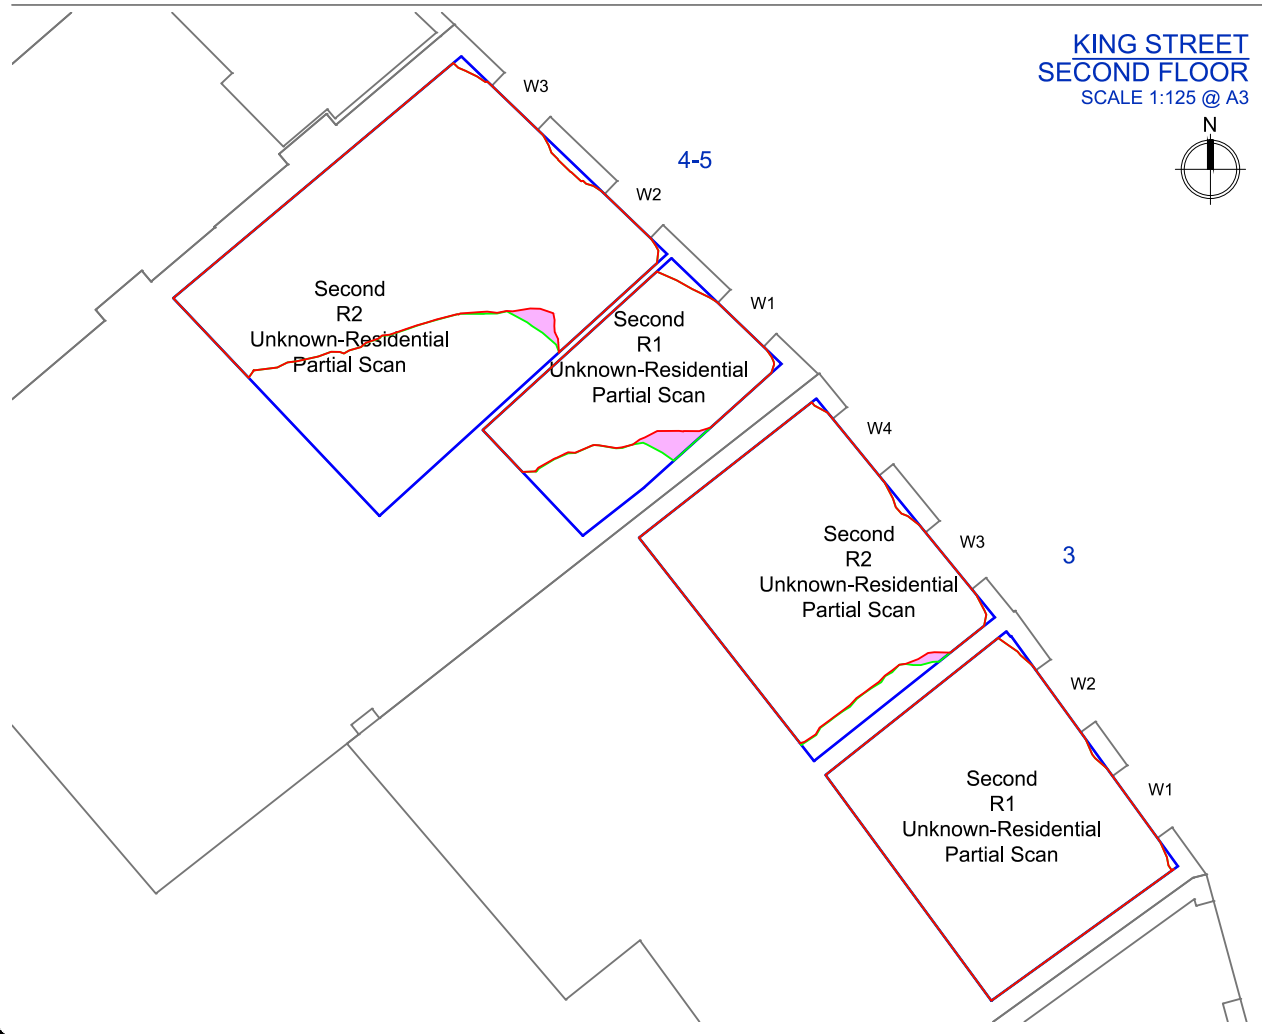 KING STREET
SECOND FLOOR
SCALE 1:125 @ A3
N
W3
4-5
W2
Second
R2
Unknown-Residential
Partial Scan
W1
Second
R1
Unknown-Residential
Partial Scan
W4
Second
R2
Unknown-Residential
Partial Scan
W3
3
W2
Second
R1
Unknown-Residential
Partial Scan
W1